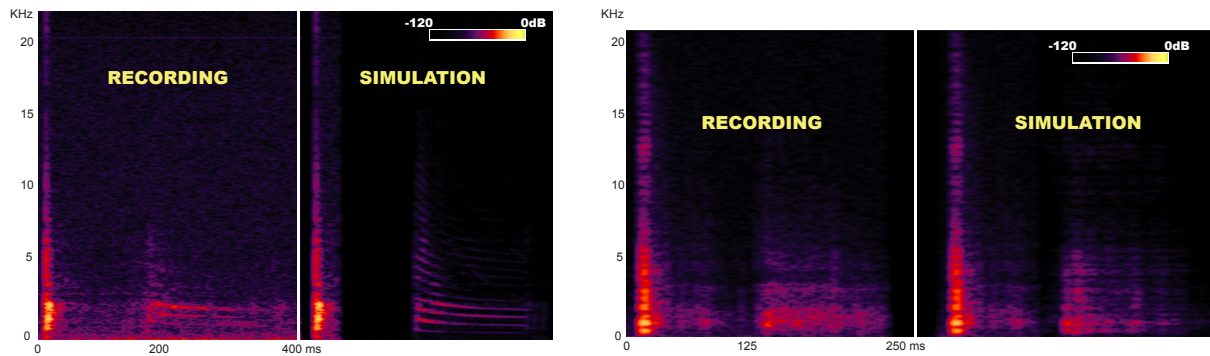 KHz
-120 0dB
20
RECORDING
SIMULATION
15
10
5
0
0 200 400 ms
KHz
-120 0dB
20
15
RECORDING
SIMULATION
10
5
0
0 125 250 ms